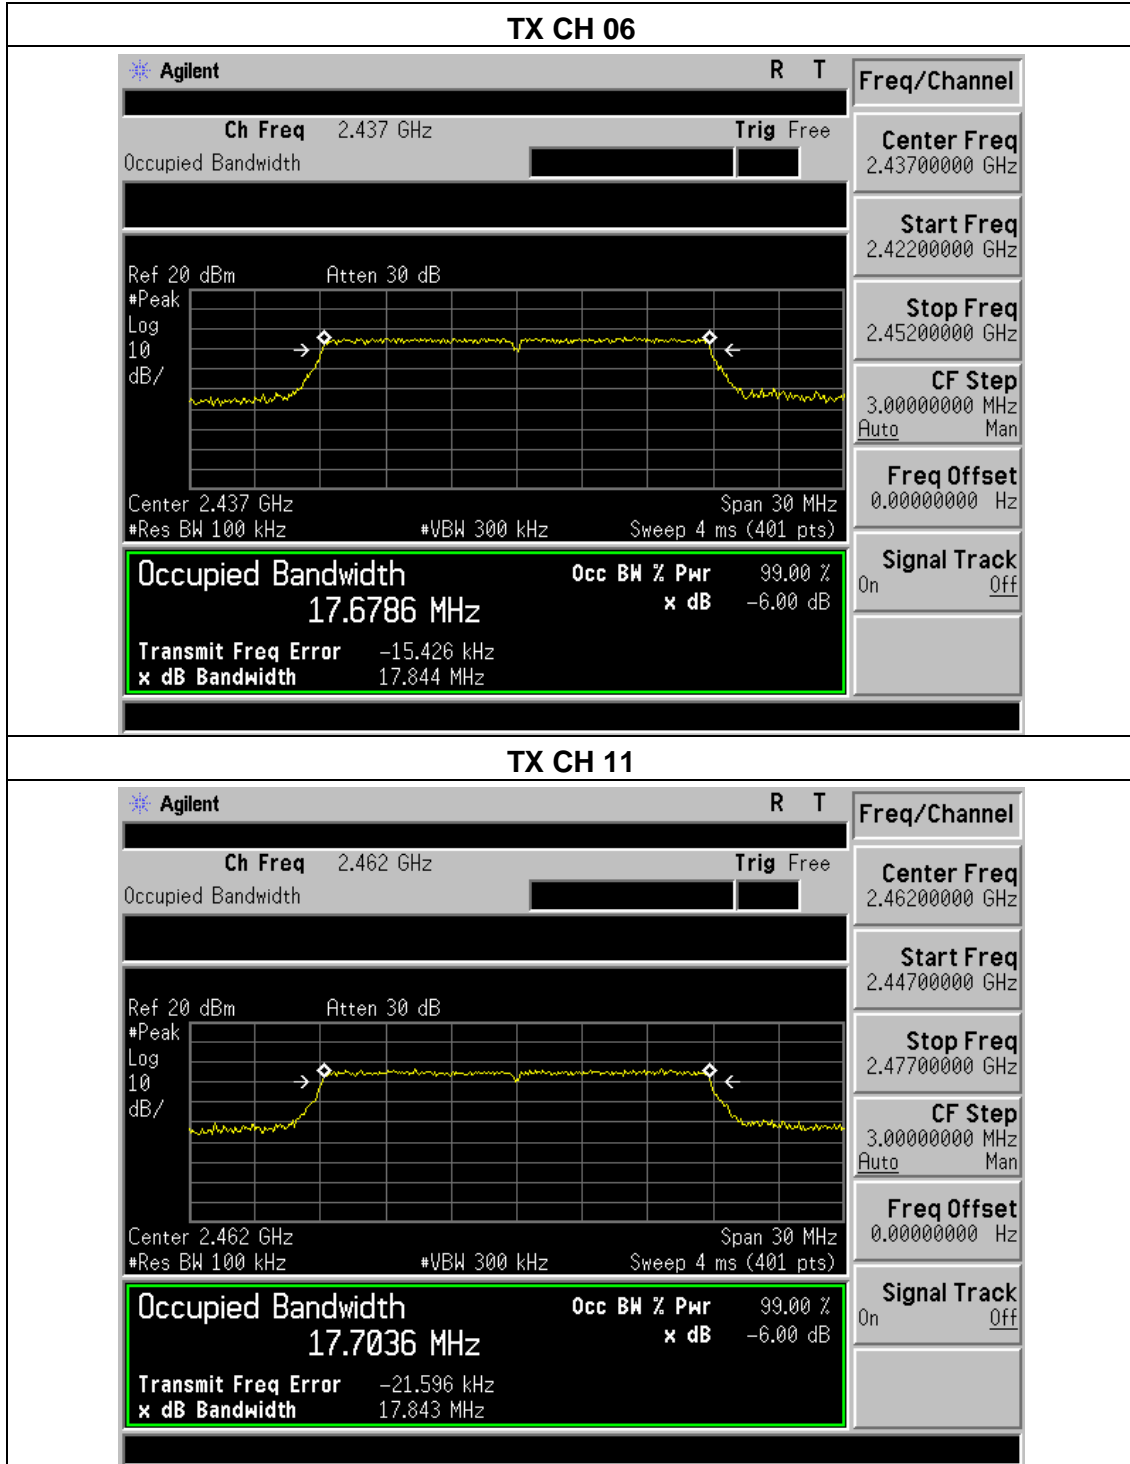 TX CH 06
Agilent R T
Freq/Channel
Ch Freq 2.437 GHz Trig Free
Occupied Bandwidth
Center Freq
2.43700000 GHz
Start Freq
2.42200000 GHz
Stop Freq
2.45200000 GHz
CF Step
3.00000000 MHz
Auto Man
Freq Offset
0.00000000 Hz
Signal Track
On Off
Ref 20 dBm Atten 30 dB
#Peak
Log
10
dB/
Center 2.437 GHz Span 30 MHz
#Res BW 100 kHz #VBW 300 kHz Sweep 4 ms (401 pts)
Occupied Bandwidth Occ BW % Pwr 99.00 %
17.6786 MHz x dB -6.00 dB
Transmit Freq Error -15.426 kHz
x dB Bandwidth 17.844 MHz
TX CH 11
Agilent R T
Freq/Channel
Ch Freq 2.462 GHz Trig Free
Occupied Bandwidth
Center Freq
2.46200000 GHz
Start Freq
2.44700000 GHz
Stop Freq
2.47700000 GHz
CF Step
3.00000000 MHz
Auto Man
Freq Offset
0.00000000 Hz
Signal Track
On Off
Ref 20 dBm Atten 30 dB
#Peak
Log
10
dB/
Center 2.462 GHz Span 30 MHz
#Res BW 100 kHz #VBW 300 kHz Sweep 4 ms (401 pts)
Occupied Bandwidth Occ BW % Pwr 99.00 %
17.7036 MHz x dB -6.00 dB
Transmit Freq Error -21.596 kHz
x dB Bandwidth 17.843 MHz